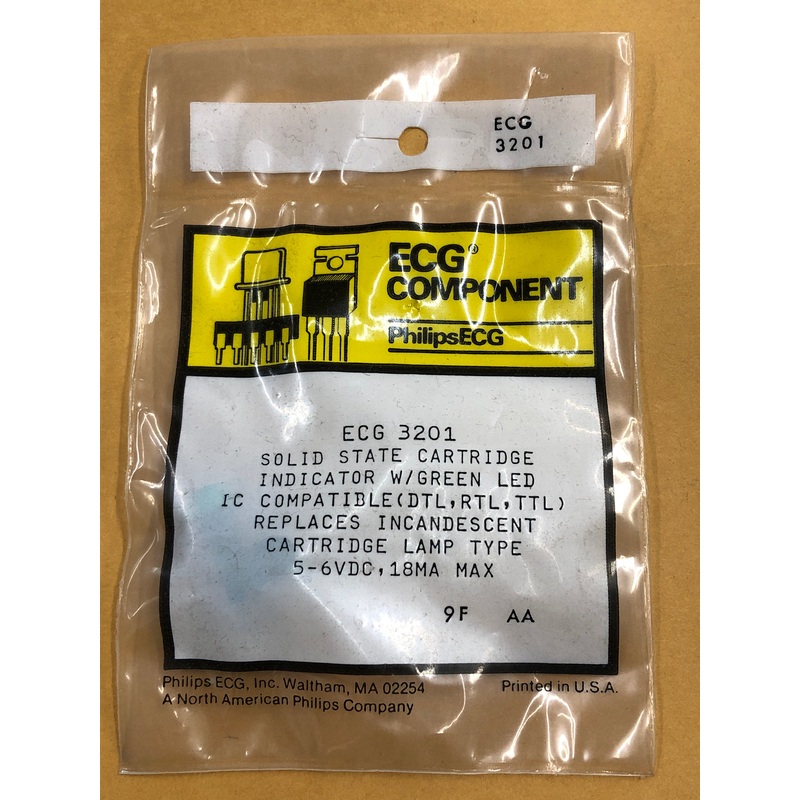 ECG
3201
ECG®
COMPONENT
PhilipsECG
ECG 3201
SOLID STATE CARTRIDGE
INDICATOR W/GREEN LED
IC COMPATIBLE(DTL,RTL,TTL)
REPLACES INCANDESCENT
CARTRIDGE LAMP TYPE
5-6VDC,18MA MAX
9F AA
Philips ECG, Inc. Waltham, MA 02254
A North American Philips Company
Printed in U.S.A.